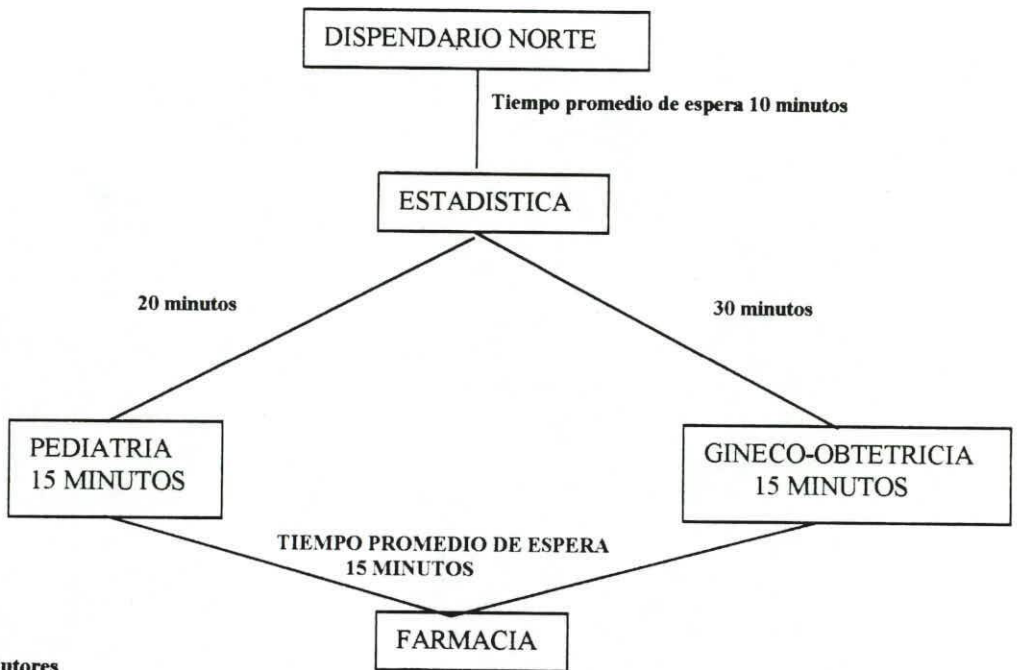 DISPENDARIO NORTE
Tiempo promedio de espera 10 minutos
ESTADISTICA
20 minutos
30 minutos
PEDIATRIA
15 MINUTOS
GINECO-OBTETRICIA
15 MINUTOS
TIEMPO PROMEDIO DE ESPERA
15 MINUTOS
FARMACIA
utores